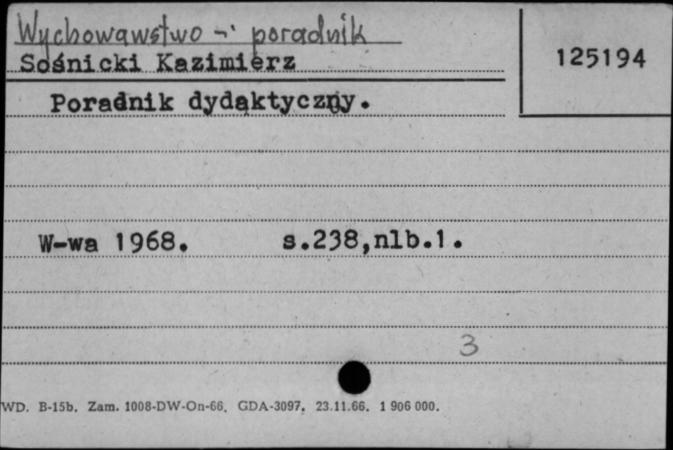 Wychowawstwo - poradnik
Sośnicki Kazimierz
125194
Poradnik dydaktyczny.
W-wa 1968. s.238,nlb.1.
3
WD. B-15b. Zam. 1008-DW-On-66. GDA-3097. 23.11.66. 1 906 000.